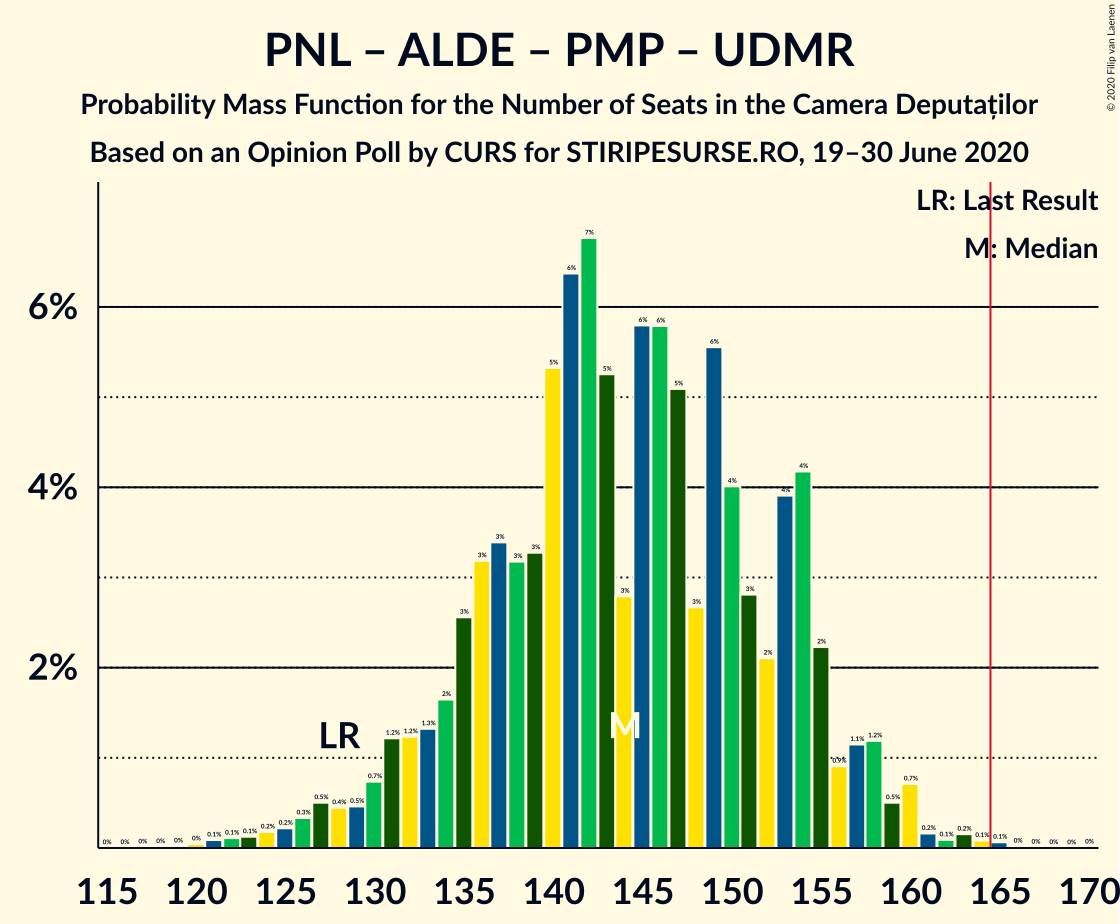 PNL – ALDE – PMP – UDMR
Probability Mass Function for the Number of Seats in the Camera Deputaților
Based on an Opinion Poll by CURS for STIRIPESURSE.RO, 19–30 June 2020
© 2020 Filip van Laenen
LR: Last Result
M: Median
6%
4%
2%
0% 0% 0% 0% 0% 0% 0.1% 0.1% 0.1% 0.2% 0.2% 0.3% 0.5% 0.4% 0.5% 0.7% 1.2% 1.2% 1.3% 2% 3% 3% 3% 3% 3% 5% 6% 7% 5% 3% 6% 6% 5% 3% 6% 4% 3% 2% 4% 4% 2% 0.9% 1.1% 1.2% 0.5% 0.7% 0.2% 0.1% 0.2% 0.1% 0.1% 0% 0% 0% 0% 0%
LR
M
115 120 125 130 135 140 145 150 155 160 165 170